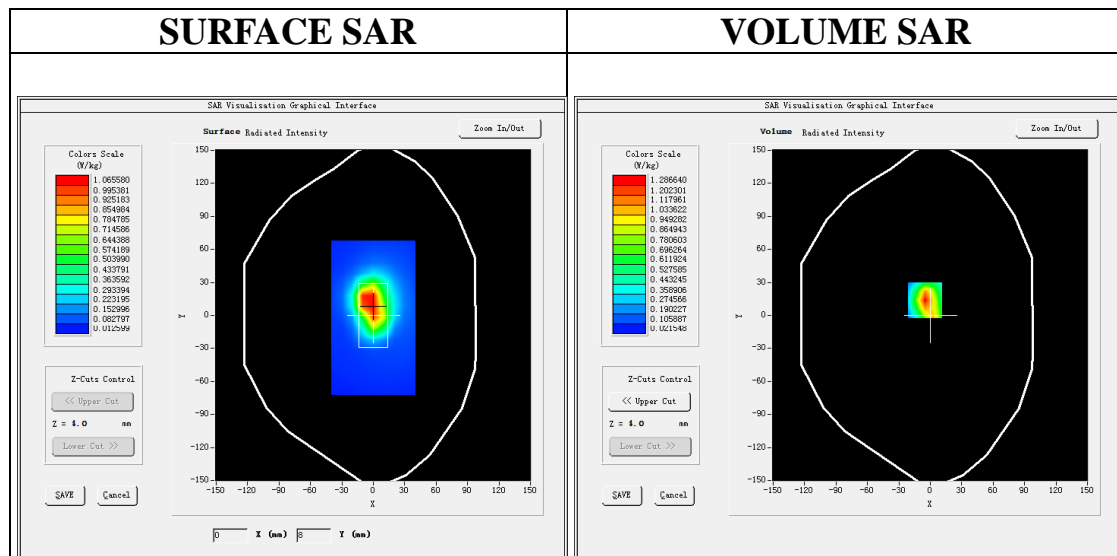 SURFACE SAR
VOLUME SAR
SAR Visualisation Graphical Interface
Surface Radiated Intensity
Zoom In/Out
Colors Scale
(W/kg)
1.065580
0.995381
0.925183
0.854984
0.784785
0.714586
0.644388
0.574189
0.503990
0.433791
0.363592
0.293394
0.223195
0.152996
0.082797
0.012599
150
120
90
60
30
0
-30
-60
-90
-120
-150
Y
-150 -120 -90 -60 -30 0 30 60 90 120 150
X
Z-Cuts Control
<< Upper Cut
Z = 4.0 mm
Lower Cut >>
SAVE Cancel
0 X (mm) 8 Y (mm)
SAR Visualisation Graphical Interface
Volume Radiated Intensity
Zoom In/Out
Colors Scale
(W/kg)
1.286640
1.202301
1.117961
1.033622
0.949282
0.864943
0.780603
0.696264
0.611924
0.527585
0.443245
0.358906
0.274566
0.190227
0.105887
0.021548
150
120
90
60
30
0
-30
-60
-90
-120
-150
Y
-150 -120 -90 -60 -30 0 30 60 90 120 150
X
Z-Cuts Control
<< Upper Cut
Z = 4.0 mm
Lower Cut >>
SAVE Cancel